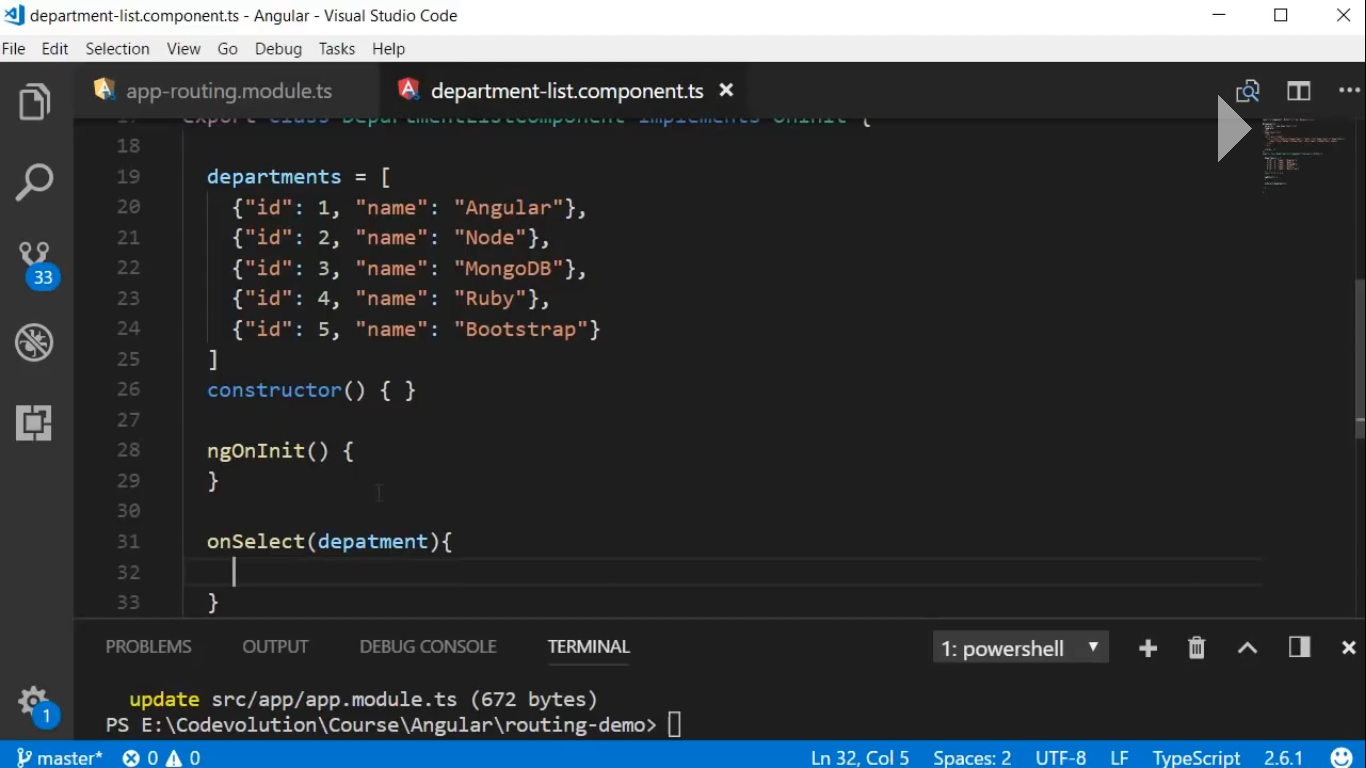 department-list.component.ts - Angular - Visual Studio Code
File Edit Selection View Go Debug Tasks Help
app-routing.module.ts department-list.component.ts
17 export class DepartmentListComponent implements OnInit {
18
19 departments = [
20 {"id": 1, "name": "Angular"},
21 {"id": 2, "name": "Node"},
22 {"id": 3, "name": "MongoDB"},
23 {"id": 4, "name": "Ruby"},
24 {"id": 5, "name": "Bootstrap"}
25 ]
26 constructor() { }
27
28 ngOnInit() {
29 }
30
31 onSelect(depatment){
32
33 }
33
1
PROBLEMS OUTPUT DEBUG CONSOLE TERMINAL 1: powershell
update src/app/app.module.ts (672 bytes)
PS E:\Codevolution\Course\Angular\routing-demo>
master* 0 0 Ln 32, Col 5 Spaces: 2 UTF-8 LF TypeScript 2.6.1